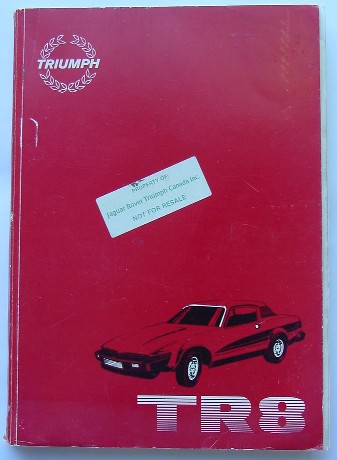 TRIUMPH
PROPERTY OF:
Jaguar Rover Triumph Canada Inc.
NOT FOR RESALE
TR8